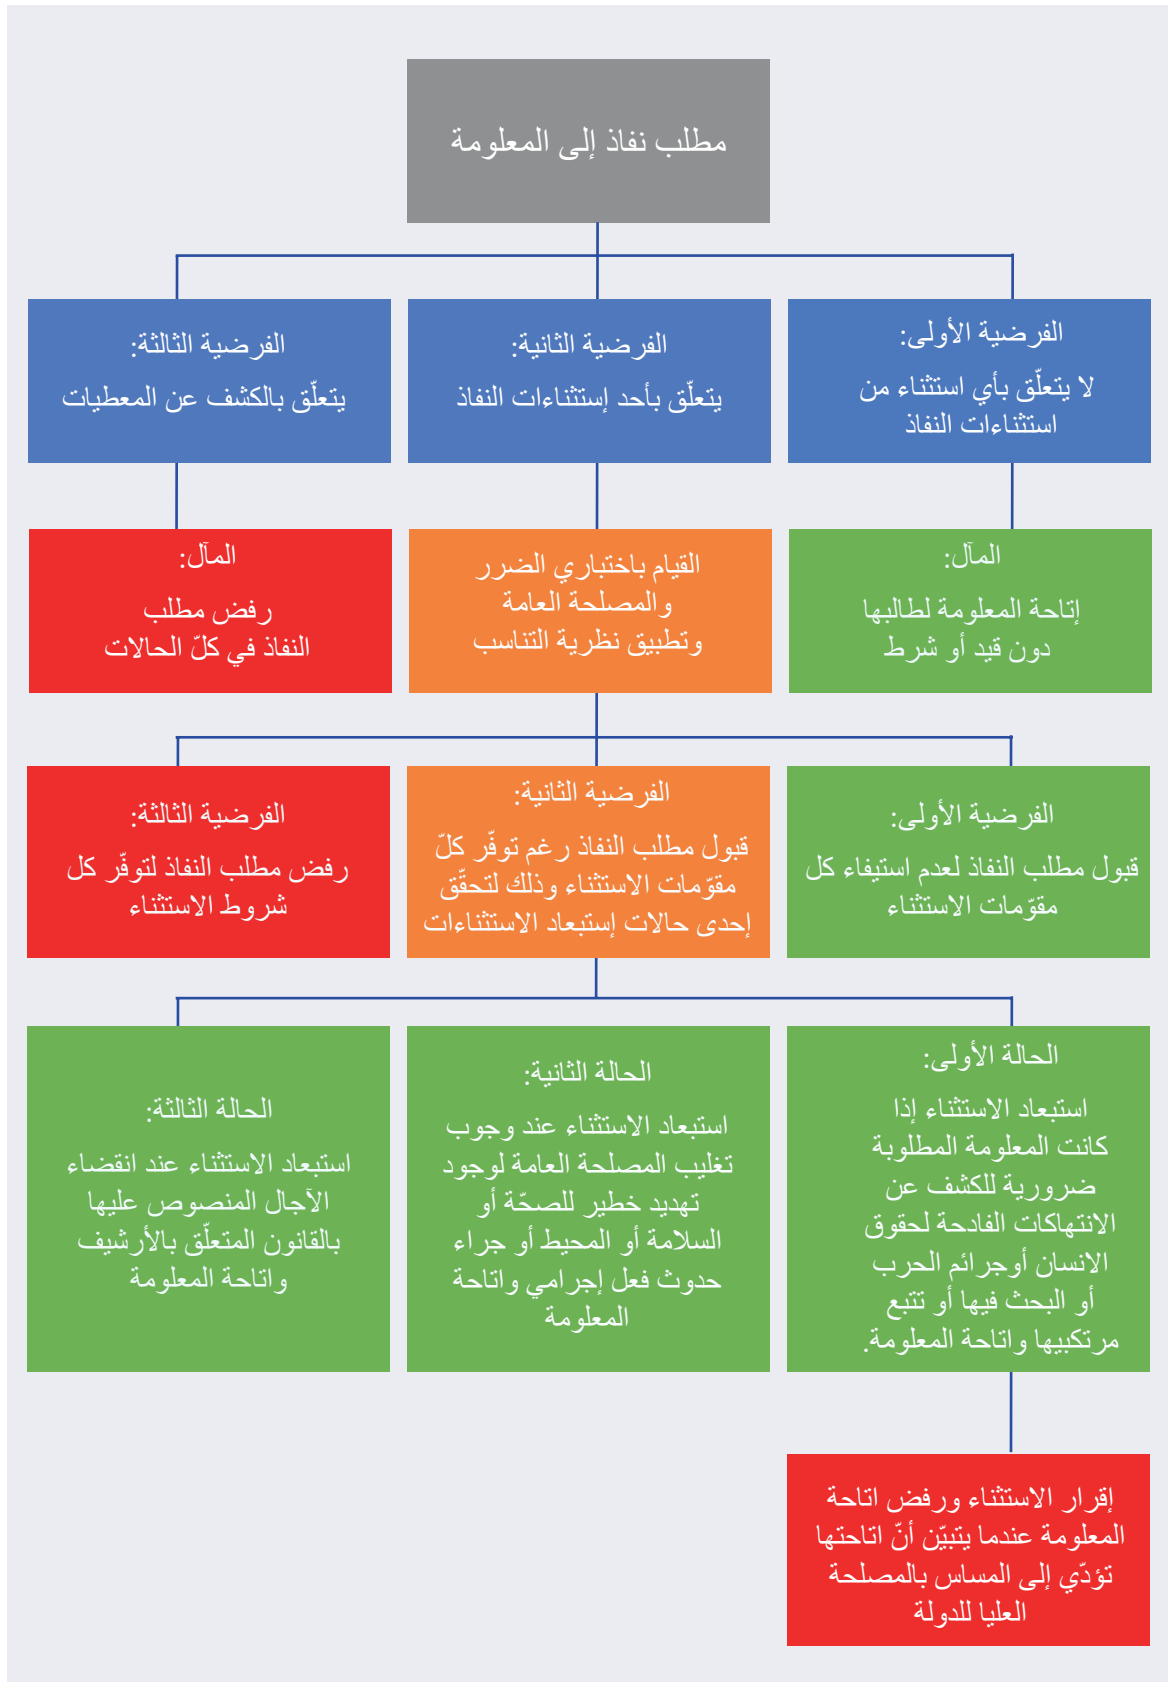 مطلب نفاذ إلى المعلومة
الفرضية الأولى:
لا يتعلّق بأي استثناء من
استثناءات النفاذ
الفرضية الثانية:
يتعلّق بأحد إستثناءات النفاذ
الفرضية الثالثة:
يتعلّق بالكشف عن المعطيات
المآل:
إتاحة المعلومة لطالبها
دون قيد أو شرط
القيام باختباري الضرر
والمصلحة العامة
وتطبيق نظرية التناسب
المآل:
رفض مطلب
النفاذ في كلّ الحالات
الفرضية الأولى:
قبول مطلب النفاذ لعدم استيفاء كل
مقوّمات الاستثناء
الفرضية الثانية:
قبول مطلب النفاذ رغم توفّر كلّ
مقوّمات الاستثناء وذلك لتحقّق
إحدى حالات إستبعاد الاستثناءات
الفرضية الثالثة:
رفض مطلب النفاذ لتوفّر كل
شروط الاستثناء
الحالة الأولى:
استبعاد الاستثناء إذا
كانت المعلومة المطلوبة
ضرورية للكشف عن
الانتهاكات الفادحة لحقوق
الانسان أوجرائم الحرب
أو البحث فيها أو تتبع
مرتكبيها واتاحة المعلومة.
الحالة الثانية:
استبعاد الاستثناء عند وجوب
تغليب المصلحة العامة لوجود
تهديد خطير للصحّة أو
السلامة أو المحيط أو جراء
حدوث فعل إجرامي واتاحة
المعلومة
الحالة الثالثة:
استبعاد الاستثناء عند انقضاء
الآجال المنصوص عليها
بالقانون المتعلّق بالأرشيف
واتاحة المعلومة
إقرار الاستثناء ورفض اتاحة
المعلومة عندما يتبيّن أنّ اتاحتها
تؤدّي إلى المساس بالمصلحة
العليا للدولة